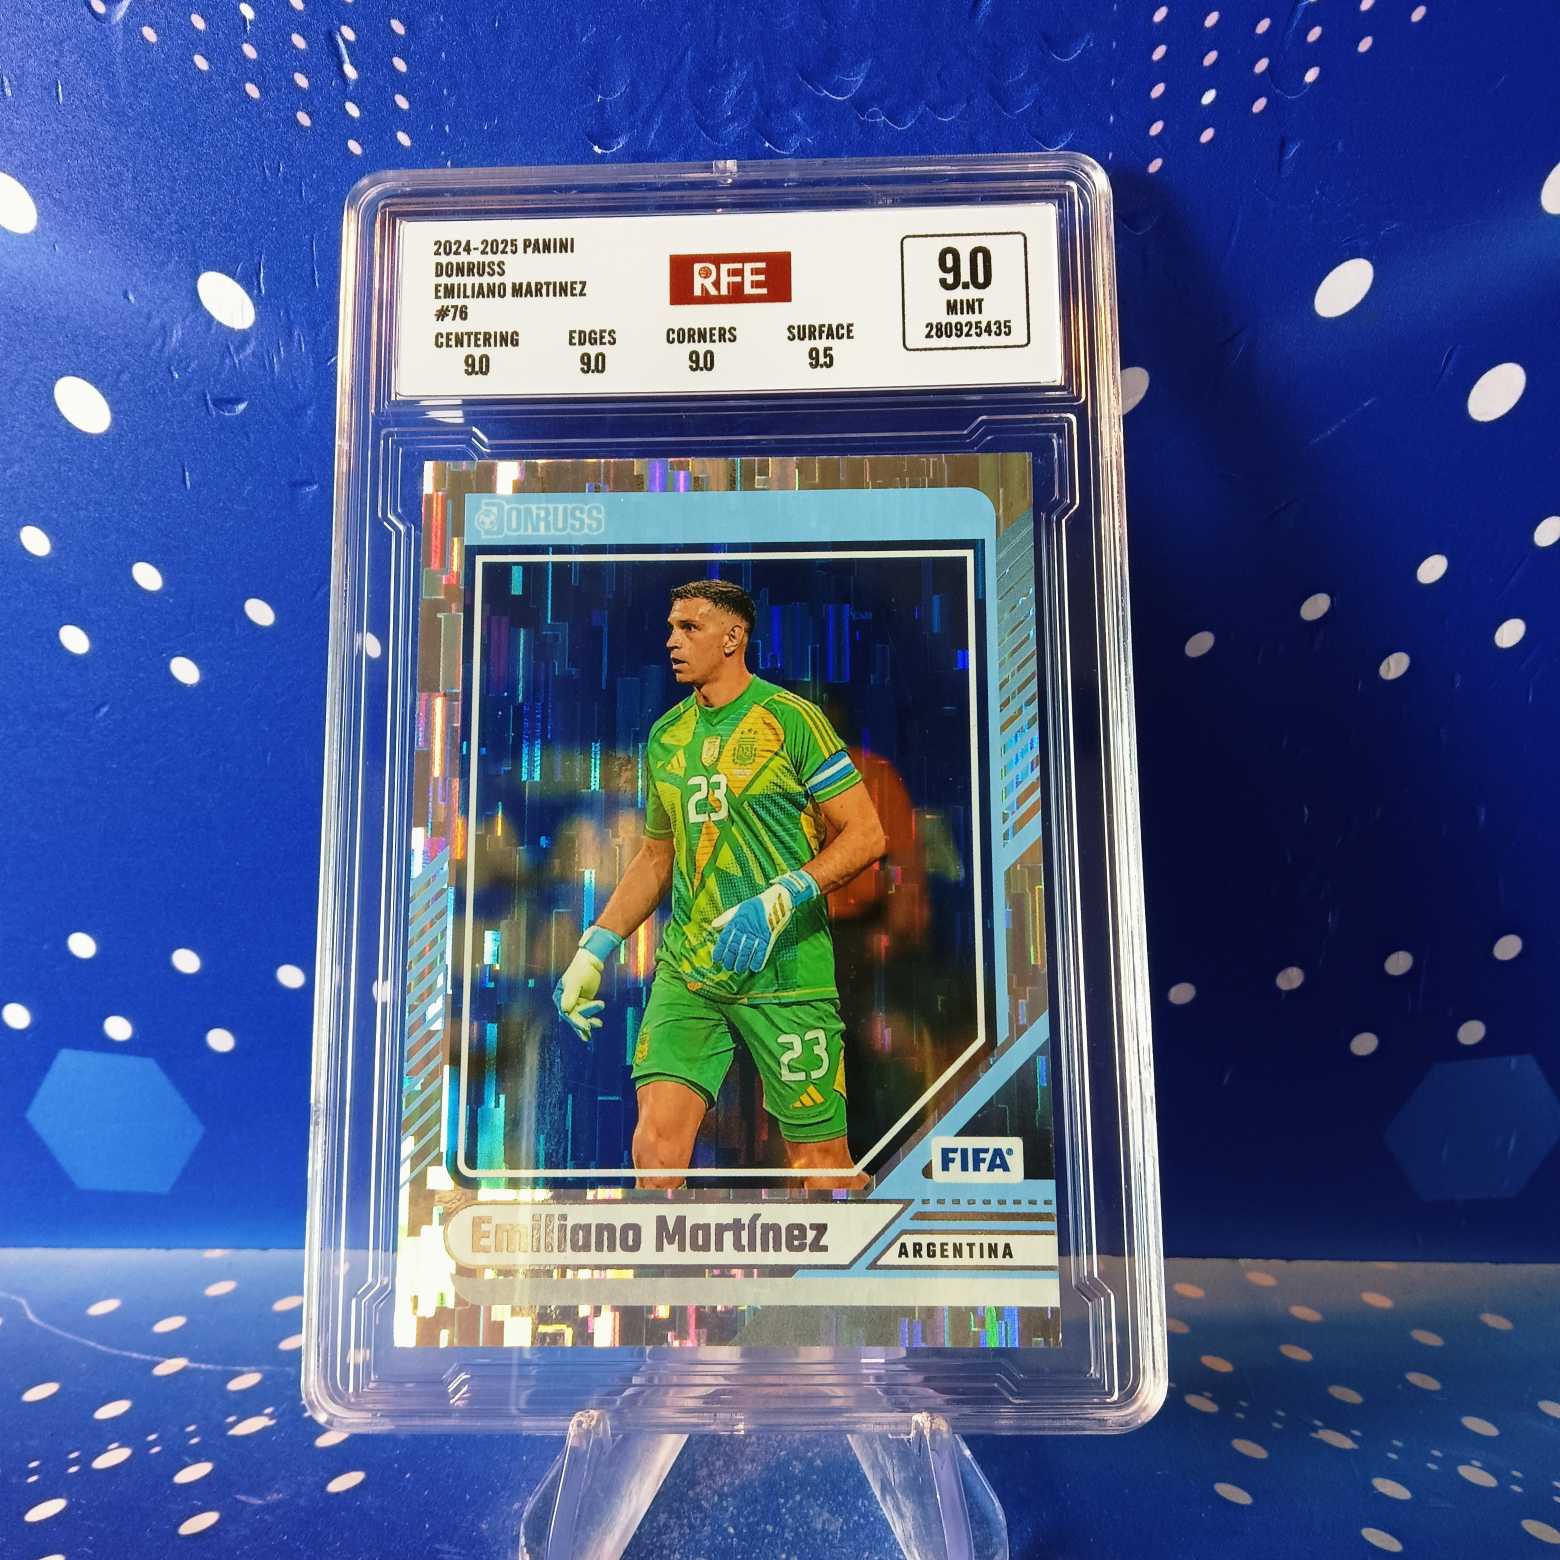 2024-2025 PANINI
DONRUSS
EMILIANO MARTINEZ
#76
CENTERING EDGES CORNERS SURFACE
9.0 9.0 9.0 9.5
RFE
9.0
MINT
280925435
DONRUSS
23
23
FIFA®
Emiliano Martínez
ARGENTINA